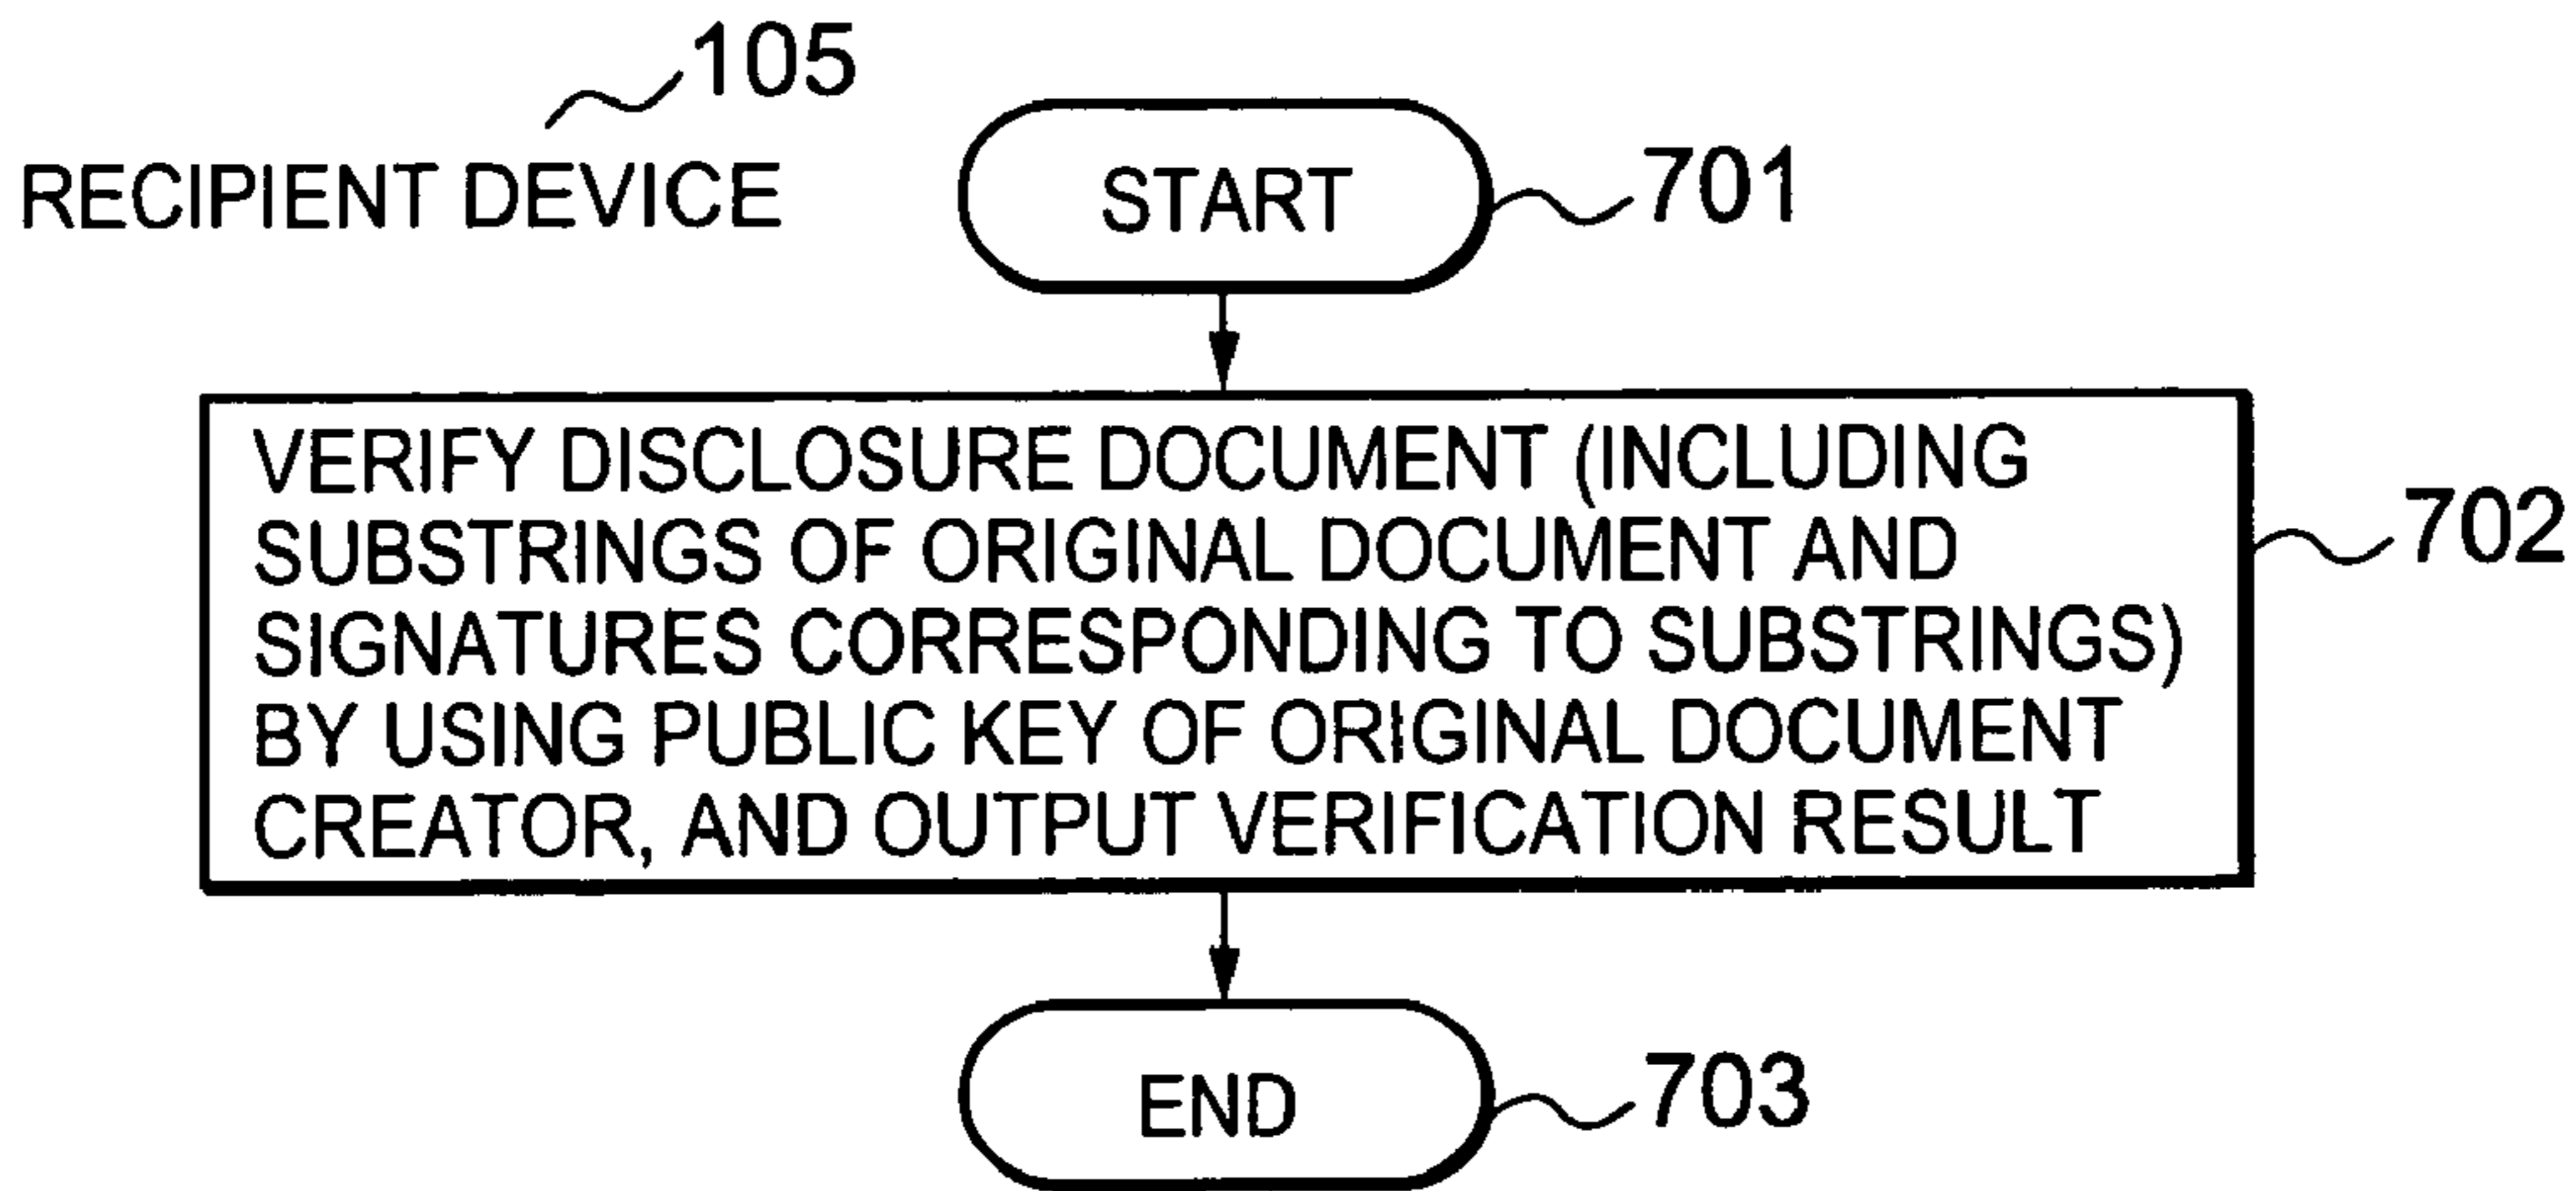 105
RECIPIENT DEVICE
START
701
VERIFY DISCLOSURE DOCUMENT (INCLUDING
SUBSTRINGS OF ORIGINAL DOCUMENT AND
SIGNATURES CORRESPONDING TO SUBSTRINGS)
BY USING PUBLIC KEY OF ORIGINAL DOCUMENT
CREATOR, AND OUTPUT VERIFICATION RESULT
702
END
703